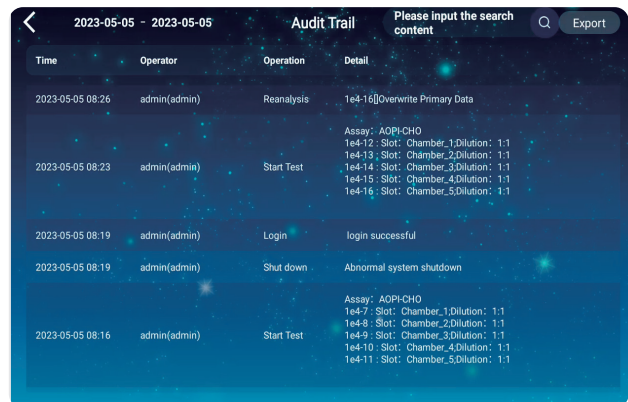 2023-05-05 - 2023-05-05 Audit Trail Please input the search content Export
Time Operator Operation Detail
2023-05-05 08:26 admin(admin) Reanalysis 1e4-16[]Overwrite Primary Data
Assay: AOPI-CHO
1e4-12 : Slot: Chamber_1;Dilution: 1:1
1e4-13 : Slot: Chamber_2;Dilution: 1:1
2023-05-05 08:23 admin(admin) Start Test 1e4-14 : Slot: Chamber_3;Dilution: 1:1
1e4-15 : Slot: Chamber_4;Dilution: 1:1
1e4-16 : Slot: Chamber_5;Dilution: 1:1
2023-05-05 08:19 admin(admin) Login login successful
2023-05-05 08:19 admin(admin) Shut down Abnormal system shutdown
Assay: AOPI-CHO
1e4-7 : Slot: Chamber_1;Dilution: 1:1
1e4-8 : Slot: Chamber_2;Dilution: 1:1
2023-05-05 08:16 admin(admin) Start Test 1e4-9 : Slot: Chamber_3;Dilution: 1:1
1e4-10 : Slot: Chamber_4;Dilution: 1:1
1e4-11 : Slot: Chamber_5;Dilution: 1:1